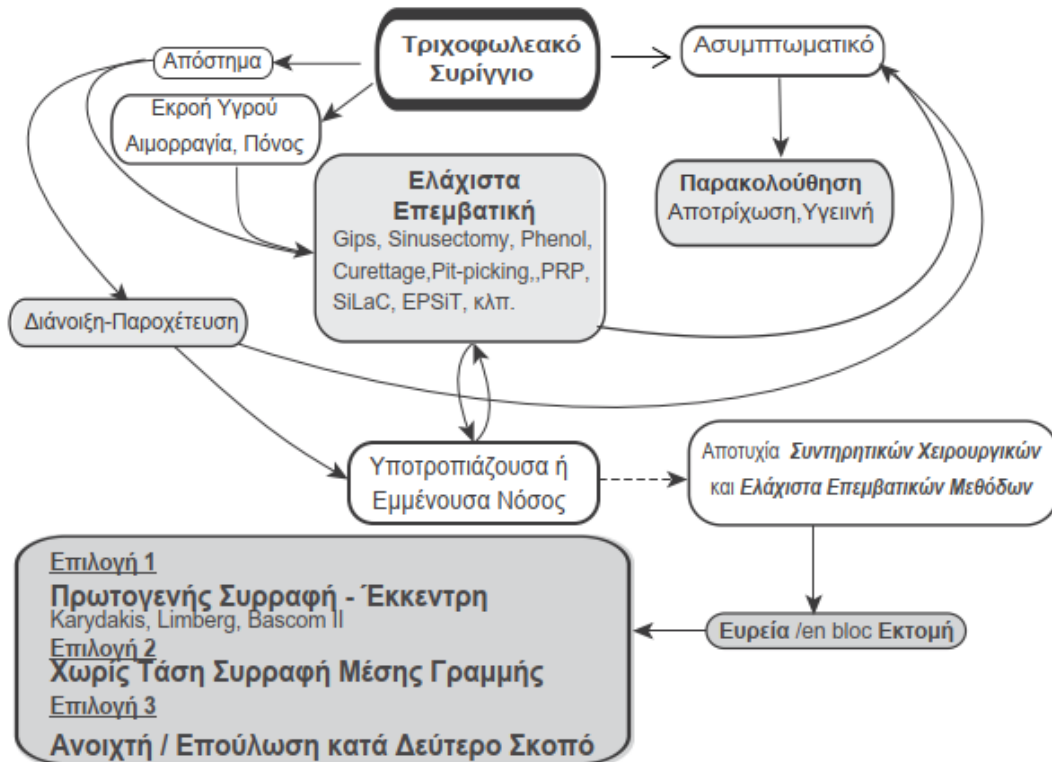 Τριχοφωλεακό
Συρίγγιο
Ασυμπτωματικό
Απόστημα
Εκροή Υγρού
Αιμορραγία, Πόνος
Ελάχιστα
Επεμβατική
Gips, Sinusectomy, Phenol,
Curettage,Pit-picking,,PRP,
SiLaC, EPSiT, κλπ.
Παρακολούθηση
Αποτρίχωση,Υγειινή
Διάνοιξη-Παροχέτευση
Υποτροπιάζουσα ή
Εμμένουσα Νόσος
Αποτυχία Συντηρητικών Χειρουργικών
και Ελάχιστα Επεμβατικών Μεθόδων
Ευρεία /en bloc Εκτομή
Επιλογή 1
Πρωτογενής Συρραφή - Έκκεντρη
Karydakis, Limberg, Bascom II
Επιλογή 2
Χωρίς Τάση Συρραφή Μέσης Γραμμής
Επιλογή 3
Ανοιχτή / Επούλωση κατά Δεύτερο Σκοπό